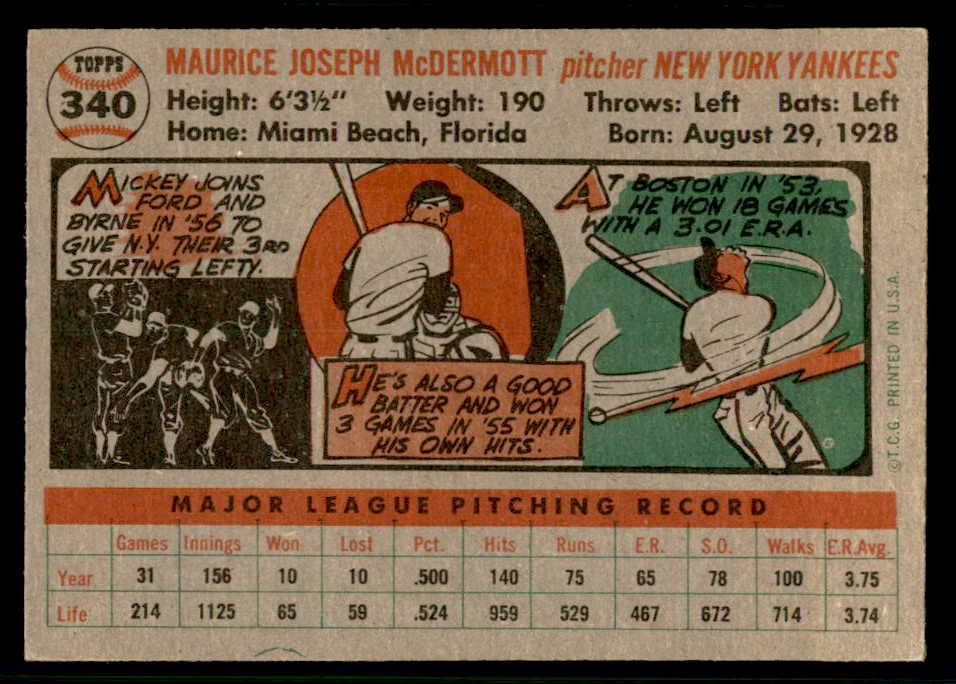 TOPPS
340
MAURICE JOSEPH McDERMOTT pitcher NEW YORK YANKEES
Height: 6'3½" Weight: 190 Throws: Left Bats: Left
Home: Miami Beach, Florida Born: August 29, 1928
MICKEY JOINS
FORD AND
BYRNE IN '56 TO
GIVE N.Y. THEIR 3RD
STARTING LEFTY.
HE'S ALSO A GOOD
BATTER AND WON
3 GAMES IN '55 WITH
HIS OWN HITS.
AT BOSTON IN '53,
HE WON 18 GAMES
WITH A 3.01 E.R.A.
©T.C.G. PRINTED IN U.S.A.
MAJOR LEAGUE PITCHING RECORD
Games Innings Won Lost Pct. Hits Runs E.R. S.O. Walks E.R.Avg.
Year 31 156 10 10 .500 140 75 65 78 100 3.75
Life 214 1125 65 59 .524 959 529 467 672 714 3.74